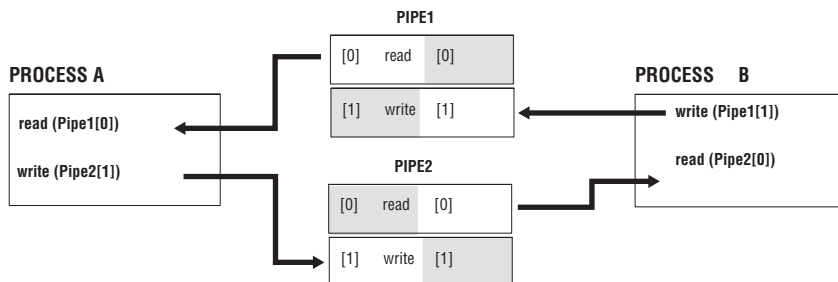 PIPE1
[0] read [0]
[1] write [1]
PROCESS A
read (Pipe1[0])
write (Pipe2[1])
PROCESS B
write (Pipe1[1])
read (Pipe2[0])
PIPE2
[0] read [0]
[1] write [1]